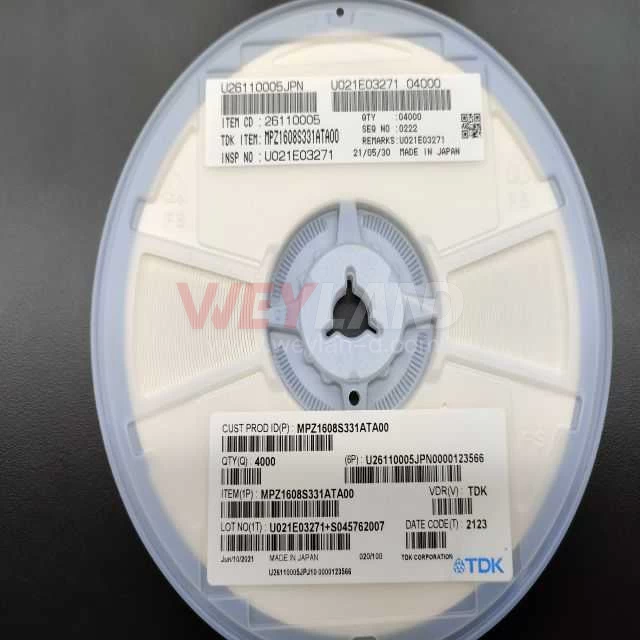 U26110005JPN U021E03271 04000
ITEM CD : 26110005 QTY :04000
SEQ NO :0222
TDK ITEM: MPZ1608S331ATA00 REMARKS:U021E03271
INSP NO : U021E03271 21/05/30 MADE IN JAPAN
WEYLAND
CUST PROD ID(P) : MPZ1608S331ATA00
QTY(Q) : 4000 (6P) : U26110005JPN0000123566
ITEM(1P) : MPZ1608S331ATA00 VDR(V) : TDK
LOT NO(1T) : U021E03271+S045762007 DATE CODE(T) : 2123
Jun/10/2021 MADE IN JAPAN 020/100 TDK CORPORATION
TDK
U26110005JPJ10 0000123566